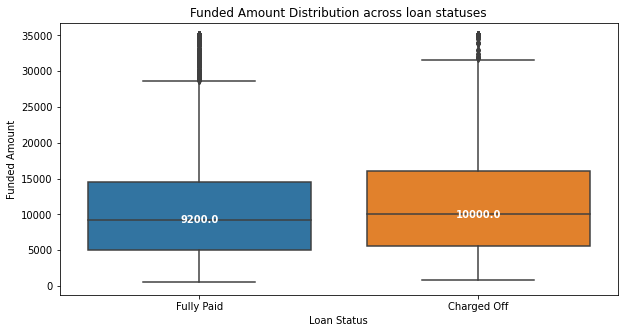 Funded Amount Distribution across loan statuses
Funded Amount
35000
30000
25000
20000
15000
10000
5000
0
9200.0
10000.0
Fully Paid
Charged Off
Loan Status